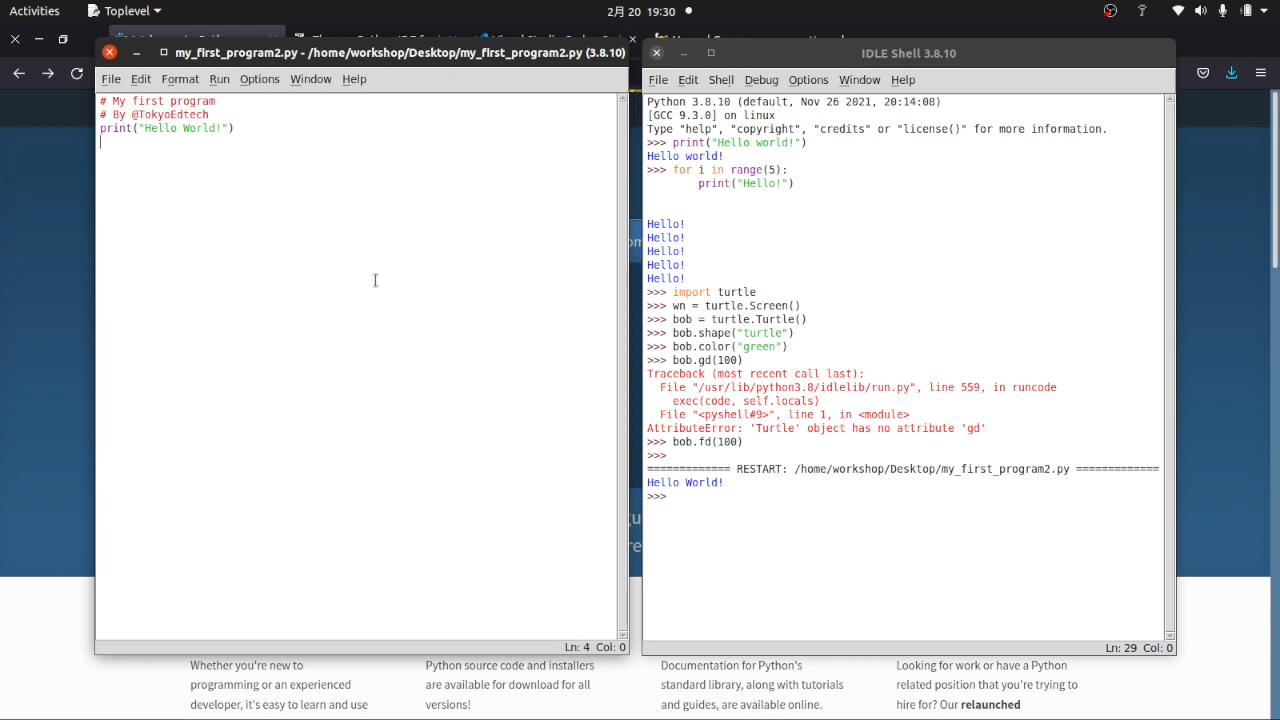 Activities
Toplevel
2月 20 19:30
my_first_program2.py - /home/workshop/Desktop/my_first_program2.py (3.8.10)
File Edit Format Run Options Window Help
# My first program
# By @TokyoEdtech
print("Hello World!")
Ln: 4 Col: 0
IDLE Shell 3.8.10
File Edit Shell Debug Options Window Help
Python 3.8.10 (default, Nov 26 2021, 20:14:08)
[GCC 9.3.0] on linux
Type "help", "copyright", "credits" or "license()" for more information.
>>> print("Hello world!")
Hello world!
>>> for i in range(5):
        print("Hello!")
Hello!
Hello!
Hello!
Hello!
Hello!
>>> import turtle
>>> wn = turtle.Screen()
>>> bob = turtle.Turtle()
>>> bob.shape("turtle")
>>> bob.color("green")
>>> bob.gd(100)
Traceback (most recent call last):
  File "/usr/lib/python3.8/idlelib/run.py", line 559, in runcode
    exec(code, self.locals)
  File "<pyshell#9>", line 1, in <module>
AttributeError: 'Turtle' object has no attribute 'gd'
>>> bob.fd(100)
>>>
============= RESTART: /home/workshop/Desktop/my_first_program2.py =============
Hello World!
>>>
Ln: 29 Col: 0
Whether you're new to
programming or an experienced
developer, it's easy to learn and use
Python source code and installers
are available for download for all
versions!
Documentation for Python's
standard library, along with tutorials
and guides, are available online.
Looking for work or have a Python
related position that you're trying to
hire for? Our relaunched